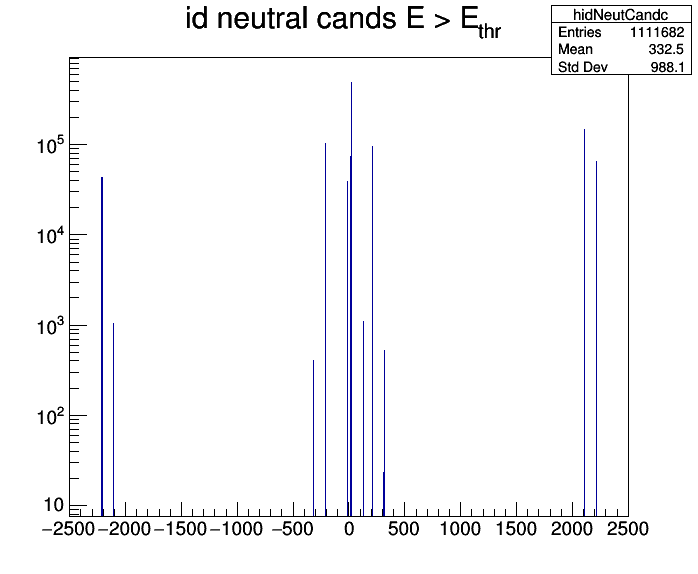 id neutral cands E > E_thr
hidNeutCandc
Entries 1111682
Mean 332.5
Std Dev 988.1
10^5
10^4
10^3
10^2
10
−2500 −2000 −1500 −1000 −500 0 500 1000 1500 2000 2500